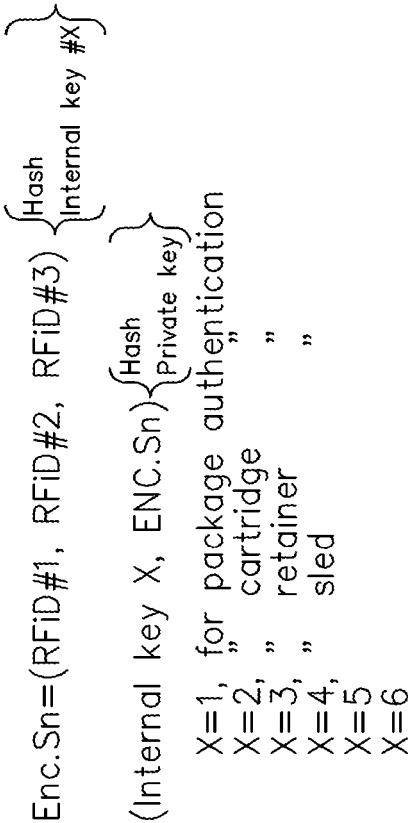 Enc.Sn=(RFiD#1, RFiD#2, RFiD#3) {Hash Internal key #X}
(Internal key X, ENC.Sn) {Hash Private key}
X=1, for package authentication
X=2, „ cartridge „
X=3, „ retainer „
X=4, „ sled „
X=5
X=6